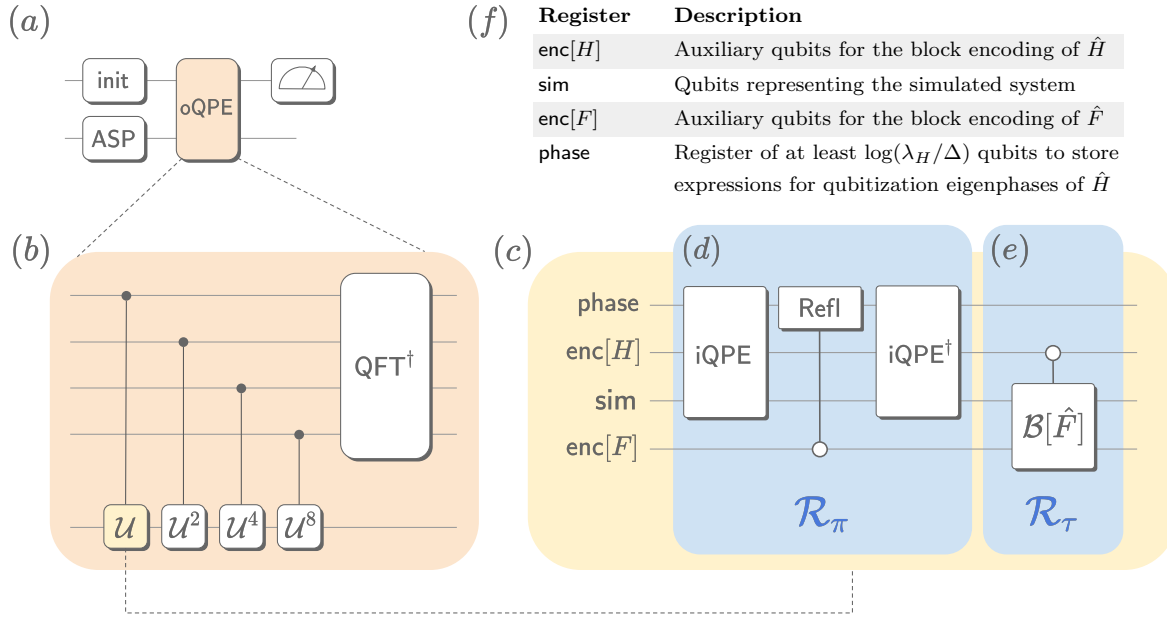 (a)
init
oQPE
ASP
(f)
Register Description
enc[H] Auxiliary qubits for the block encoding of Ĥ
sim Qubits representing the simulated system
enc[F] Auxiliary qubits for the block encoding of F̂
phase Register of at least log(λ_H/Δ) qubits to store
expressions for qubitization eigenphases of Ĥ
(b)
QFT†
𝒰 𝒰² 𝒰⁴ 𝒰⁸
(c)
(d)
(e)
phase
enc[H]
sim
enc[F]
iQPE
Refl
iQPE†
ℬ[F̂]
ℛ_π
ℛ_τ